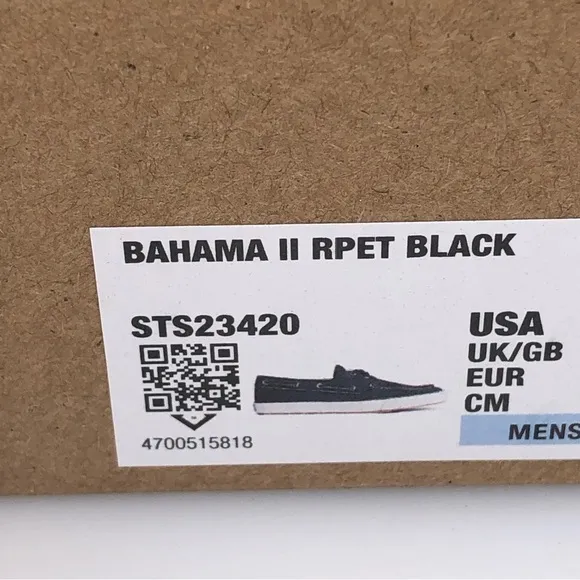 BAHAMA II RPET BLACK
STS23420
4700515818
USA
UK/GB
EUR
CM
MENS